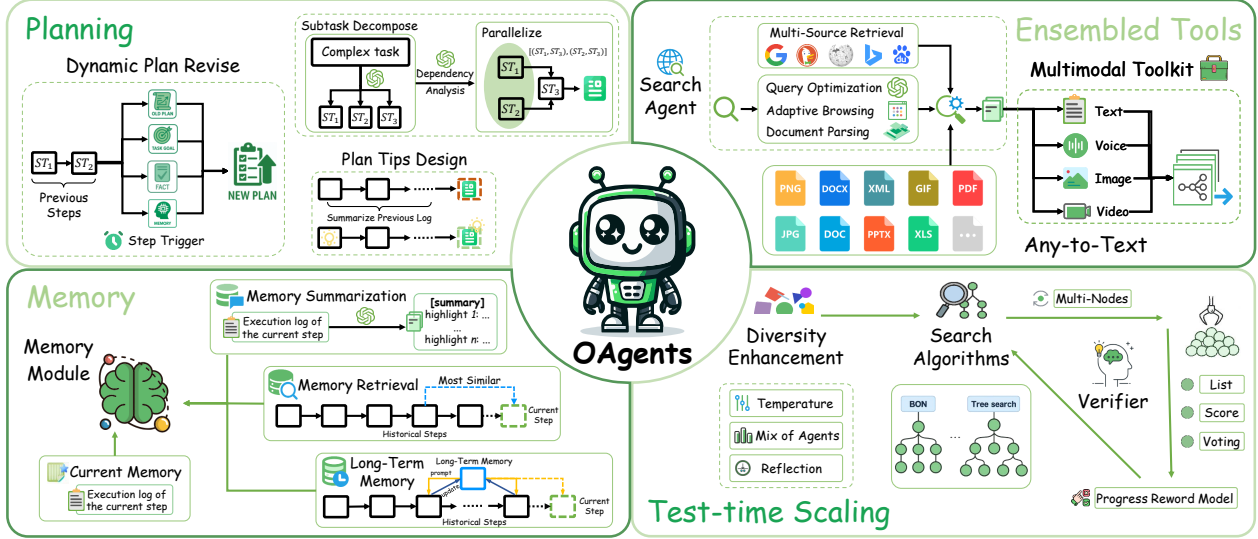 Planning
Dynamic Plan Revise
ST1
ST2
Previous
Steps
OLD PLAN
TASK GOAL
FACT
MEMORY
NEW PLAN
Step Trigger
Subtask Decompose
Complex task
ST1
ST2
ST3
Dependency
Analysis
Parallelize
[(ST1, ST3), (ST2, ST3)]
ST1
ST2
ST3
Plan Tips Design
Summarize Previous Log
Ensembled Tools
Search
Agent
Multi-Source Retrieval
du
Query Optimization
Adaptive Browsing
Document Parsing
PNG
DOCX
XML
GIF
PDF
JPG
DOC
PPTX
XLS
Multimodal Toolkit
Text
Voice
Image
Video
Any-to-Text
OAgents
Memory
Memory
Module
Current Memory
Execution log of
the current step
Memory Summarization
Execution log of
the current step
[summary]
highlight 1: ...
...
highlight n: ...
Memory Retrieval
Most Similar
Current
Step
Historical Steps
Long-Term
Memory
Long-Term Memory
prompt
update
Current
Step
Historical Steps
Diversity
Enhancement
Temperature
Mix of Agents
Reflection
Search
Algorithms
BON
...
Tree search
Multi-Nodes
Verifier
List
Score
Voting
Progress Reword Model
Test-time Scaling